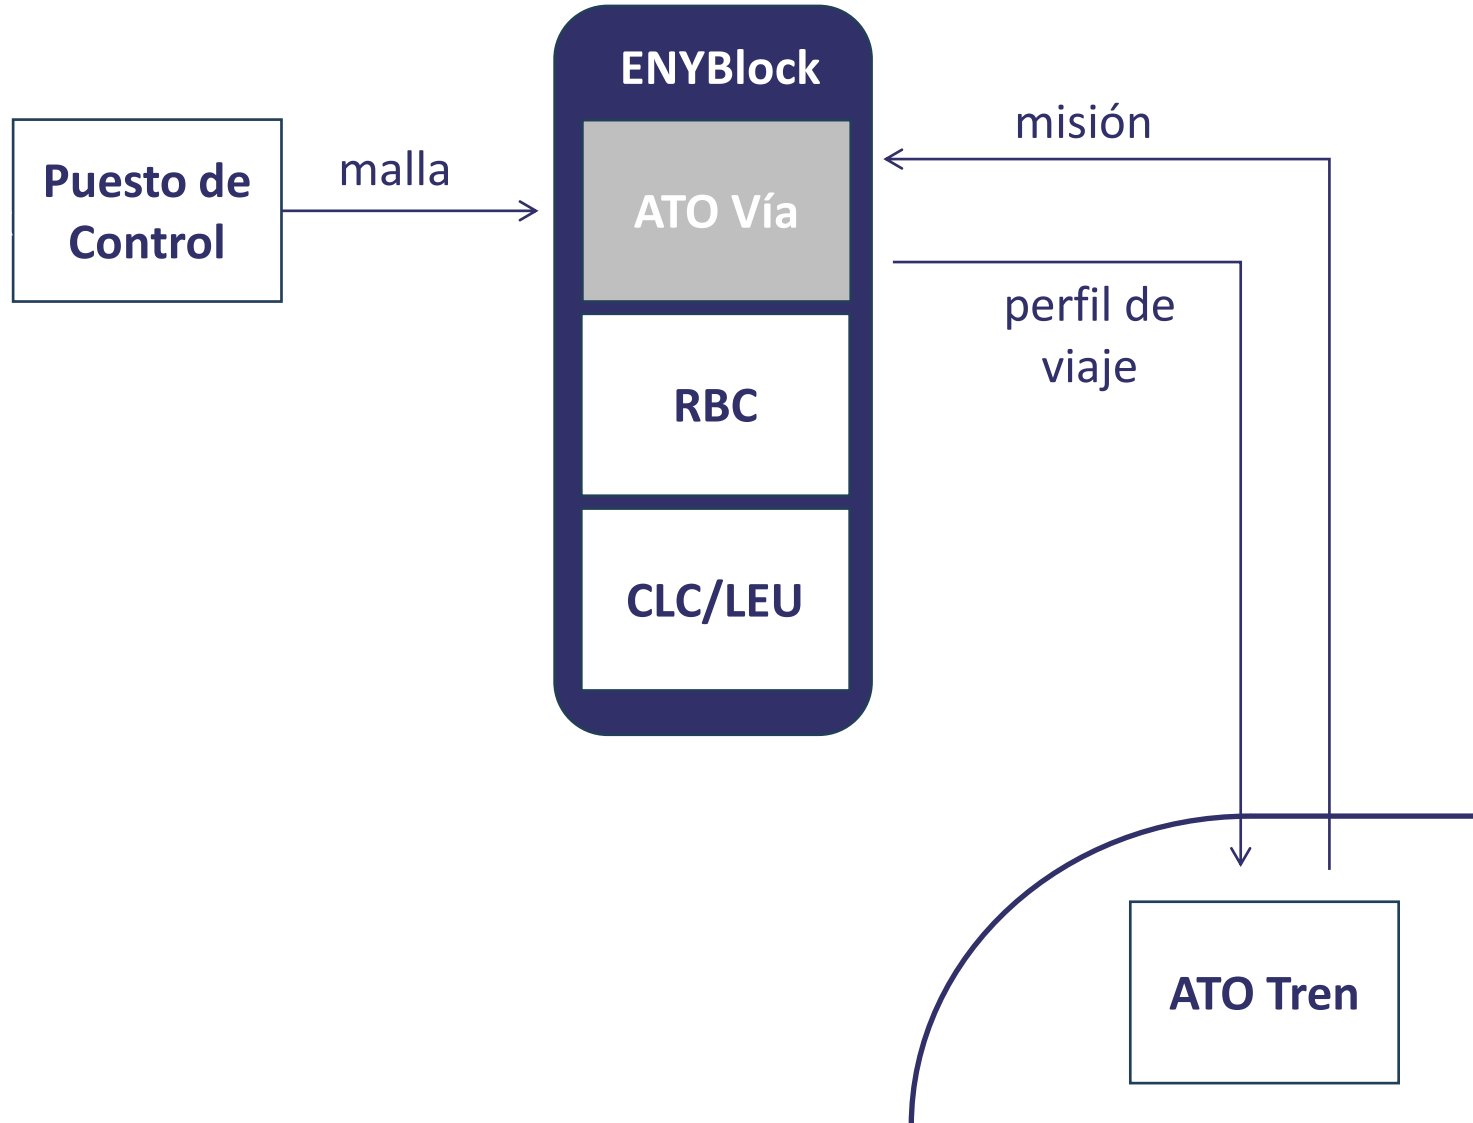 ENYBlock
Puesto de
Control
malla
ATO Vía
misión
perfil de
viaje
RBC
CLC/LEU
ATO Tren